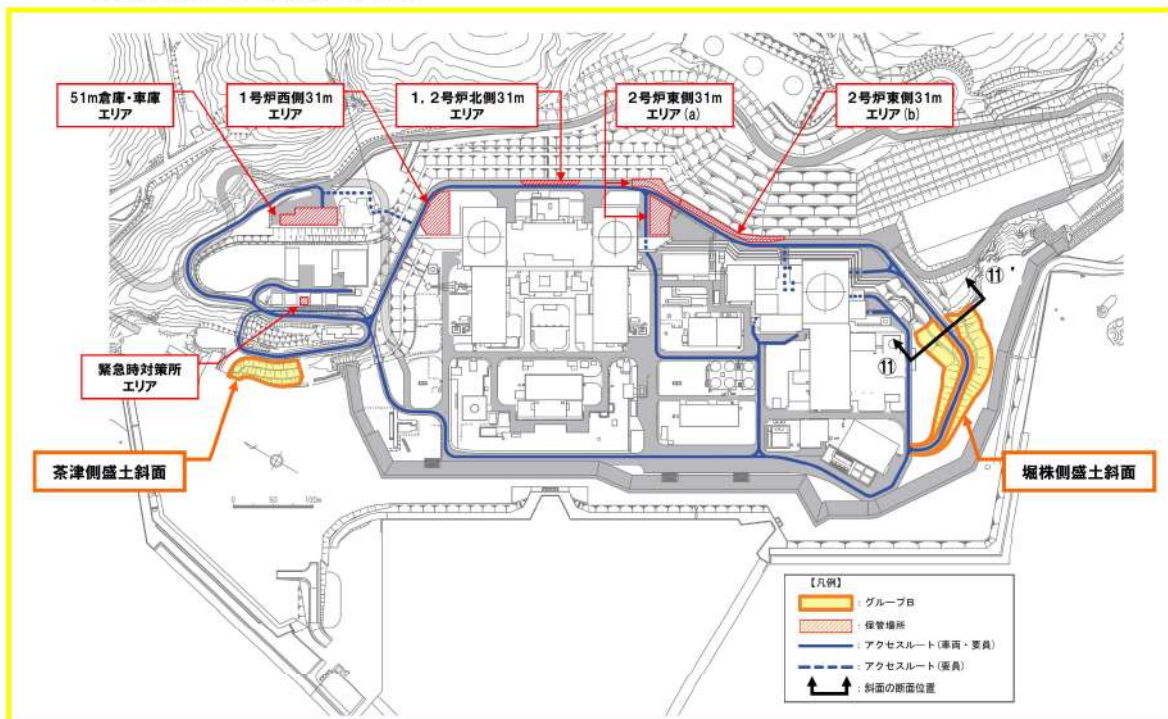 51m倉庫・車庫
エリア
1号炉西側31m
エリア
1，2号炉北側31m
エリア
2号炉東側31m
エリア(a)
2号炉東側31m
エリア(b)
⑪
⑪
緊急時対策所
エリア
茶津側盛土斜面
堀株側盛土斜面
0 50 100m
【凡例】
：グループB
：保管場所
：アクセスルート(車両・要員)
：アクセスルート(要員)
：斜面の断面位置